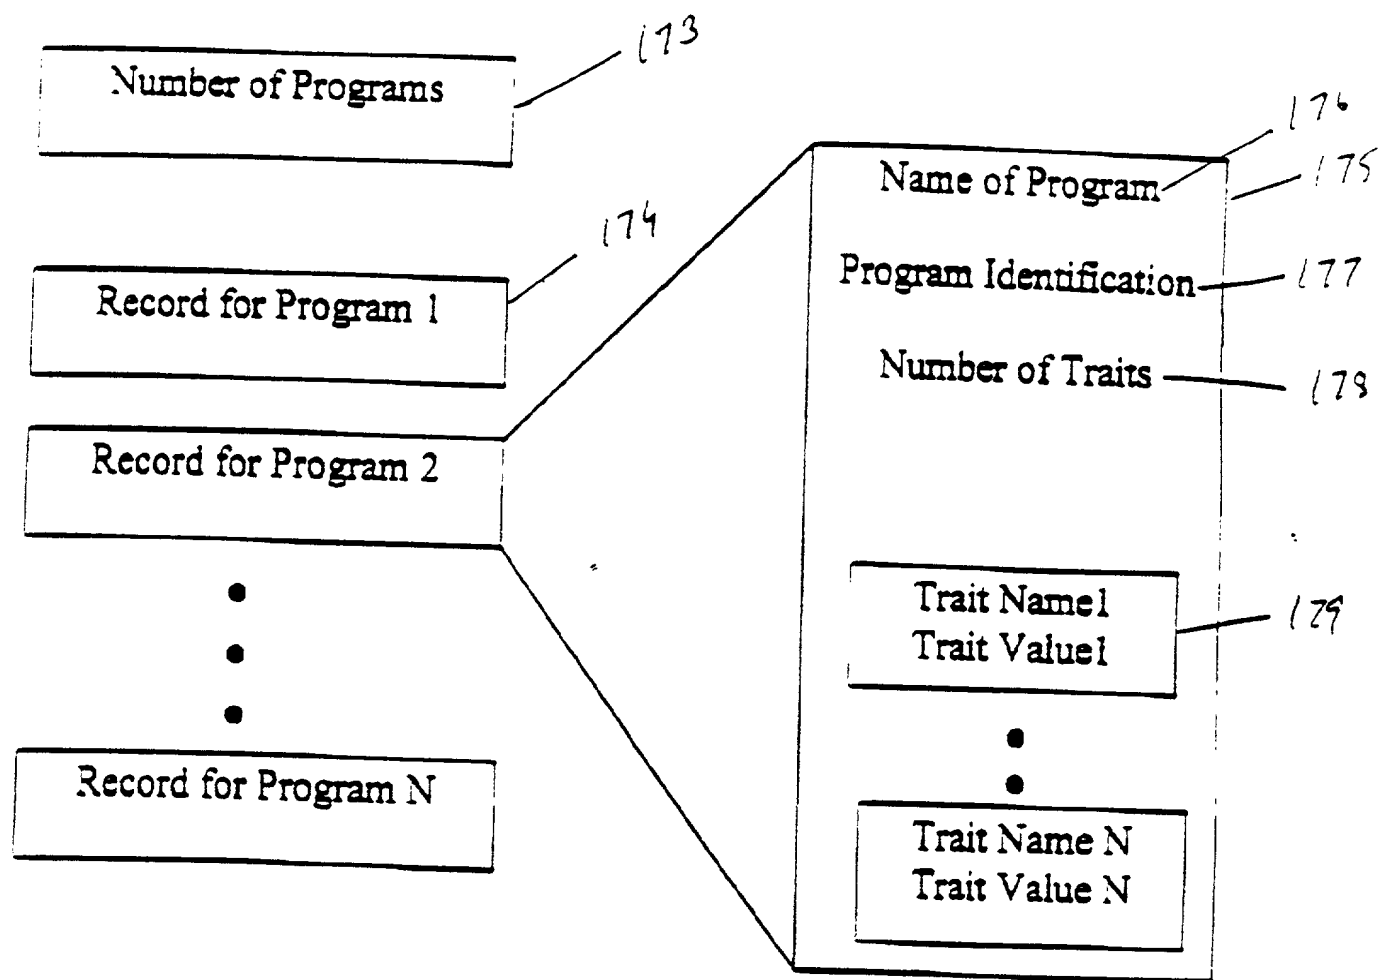 Number of Programs
173
Record for Program 1
174
Record for Program 2
Record for Program N
Name of Program
176
175
Program Identification
177
Number of Traits
178
Trait Name1
Trait Value1
179
Trait Name N
Trait Value N